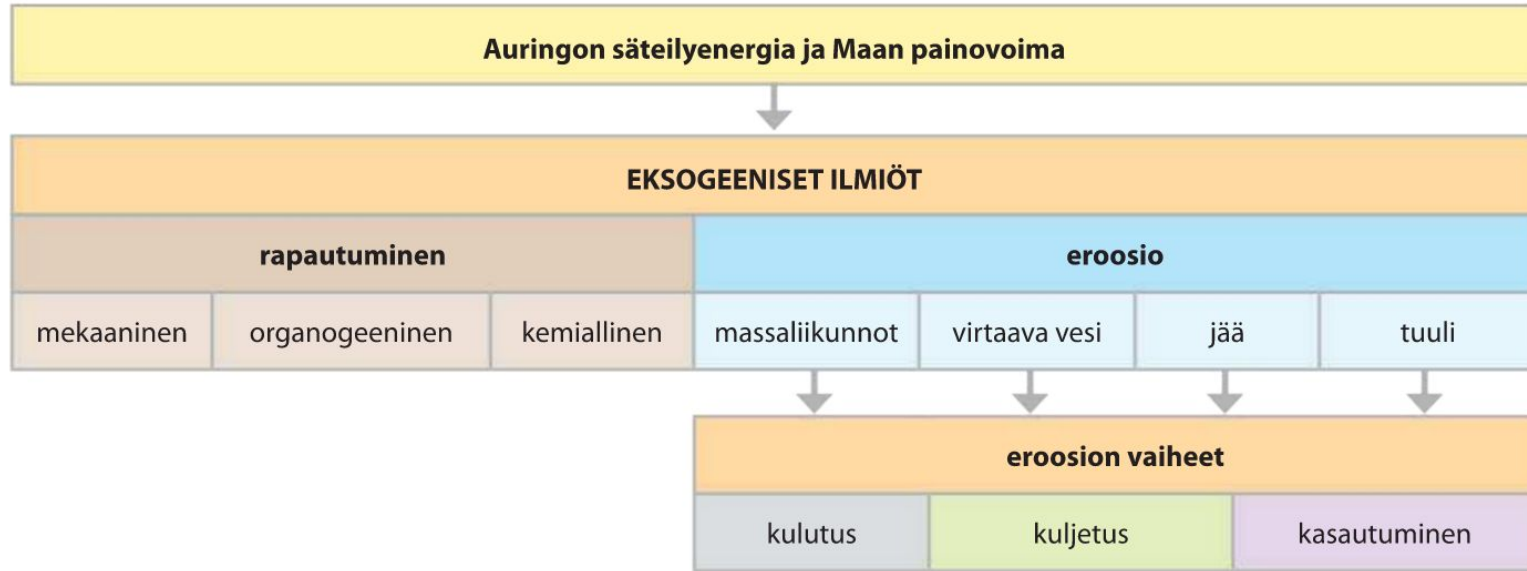 Auringon säteilyenergia ja Maan painovoima
EKSOGEENISET ILMIÖT
rapautuminen eroosio
mekaaninen organogeeninen kemiallinen massaliikunnot virtaava vesi jää tuuli
eroosion vaiheet
kulutus kuljetus kasautuminen